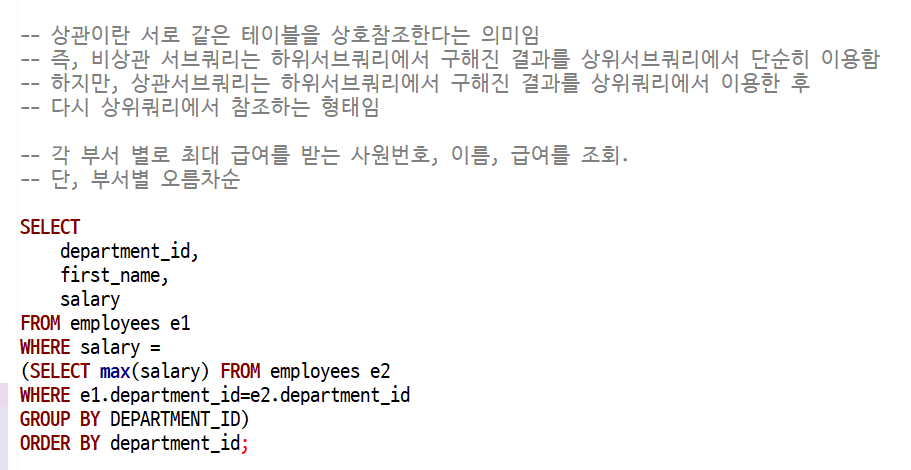 -- 상관이란 서로 같은 테이블을 상호참조한다는 의미임
-- 즉, 비상관 서브쿼리는 하위서브쿼리에서 구해진 결과를 상위서브쿼리에서 단순히 이용함
-- 하지만, 상관서브쿼리는 하위서브쿼리에서 구해진 결과를 상위쿼리에서 이용한 후
-- 다시 상위쿼리에서 참조하는 형태임
-- 각 부서 별로 최대 급여를 받는 사원번호, 이름, 급여를 조회.
-- 단, 부서별 오름차순
SELECT
department_id,
first_name,
salary
FROM employees e1
WHERE salary =
(SELECT max(salary) FROM employees e2
WHERE e1.department_id=e2.department_id
GROUP BY DEPARTMENT_ID)
ORDER BY department_id;